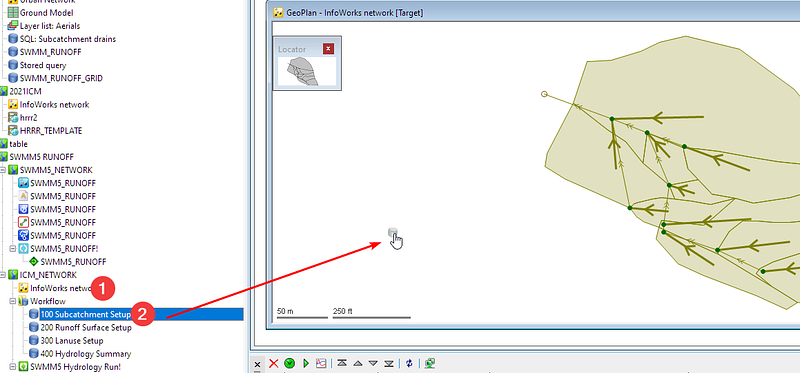 Urban Network
Ground Model
Layer list: Aerials
SQL: Subcatchment drains
SWMM_RUNOFF
Stored query
SWMM_RUNOFF_GRID
2021ICM
InfoWorks network
hrrr2
HRRR_TEMPLATE
table
SWMM5 RUNOFF
SWMM5_NETWORK
SWMM5_RUNOFF
SWMM5_RUNOFF
SWMM5_RUNOFF
SWMM5_RUNOFF
SWMM5_RUNOFF
SWMM5_RUNOFF!
SWMM5_RUNOFF
ICM_NETWORK
InfoWorks netw
1
Workflow
100 Subcatchment Setup
2
200 Runoff Surface Setup
300 Lanuse Setup
400 Hydrology Summary
SWMM5 Hydrology Run!
GeoPlan - InfoWorks network [Target]
Locator
50 m
250 ft